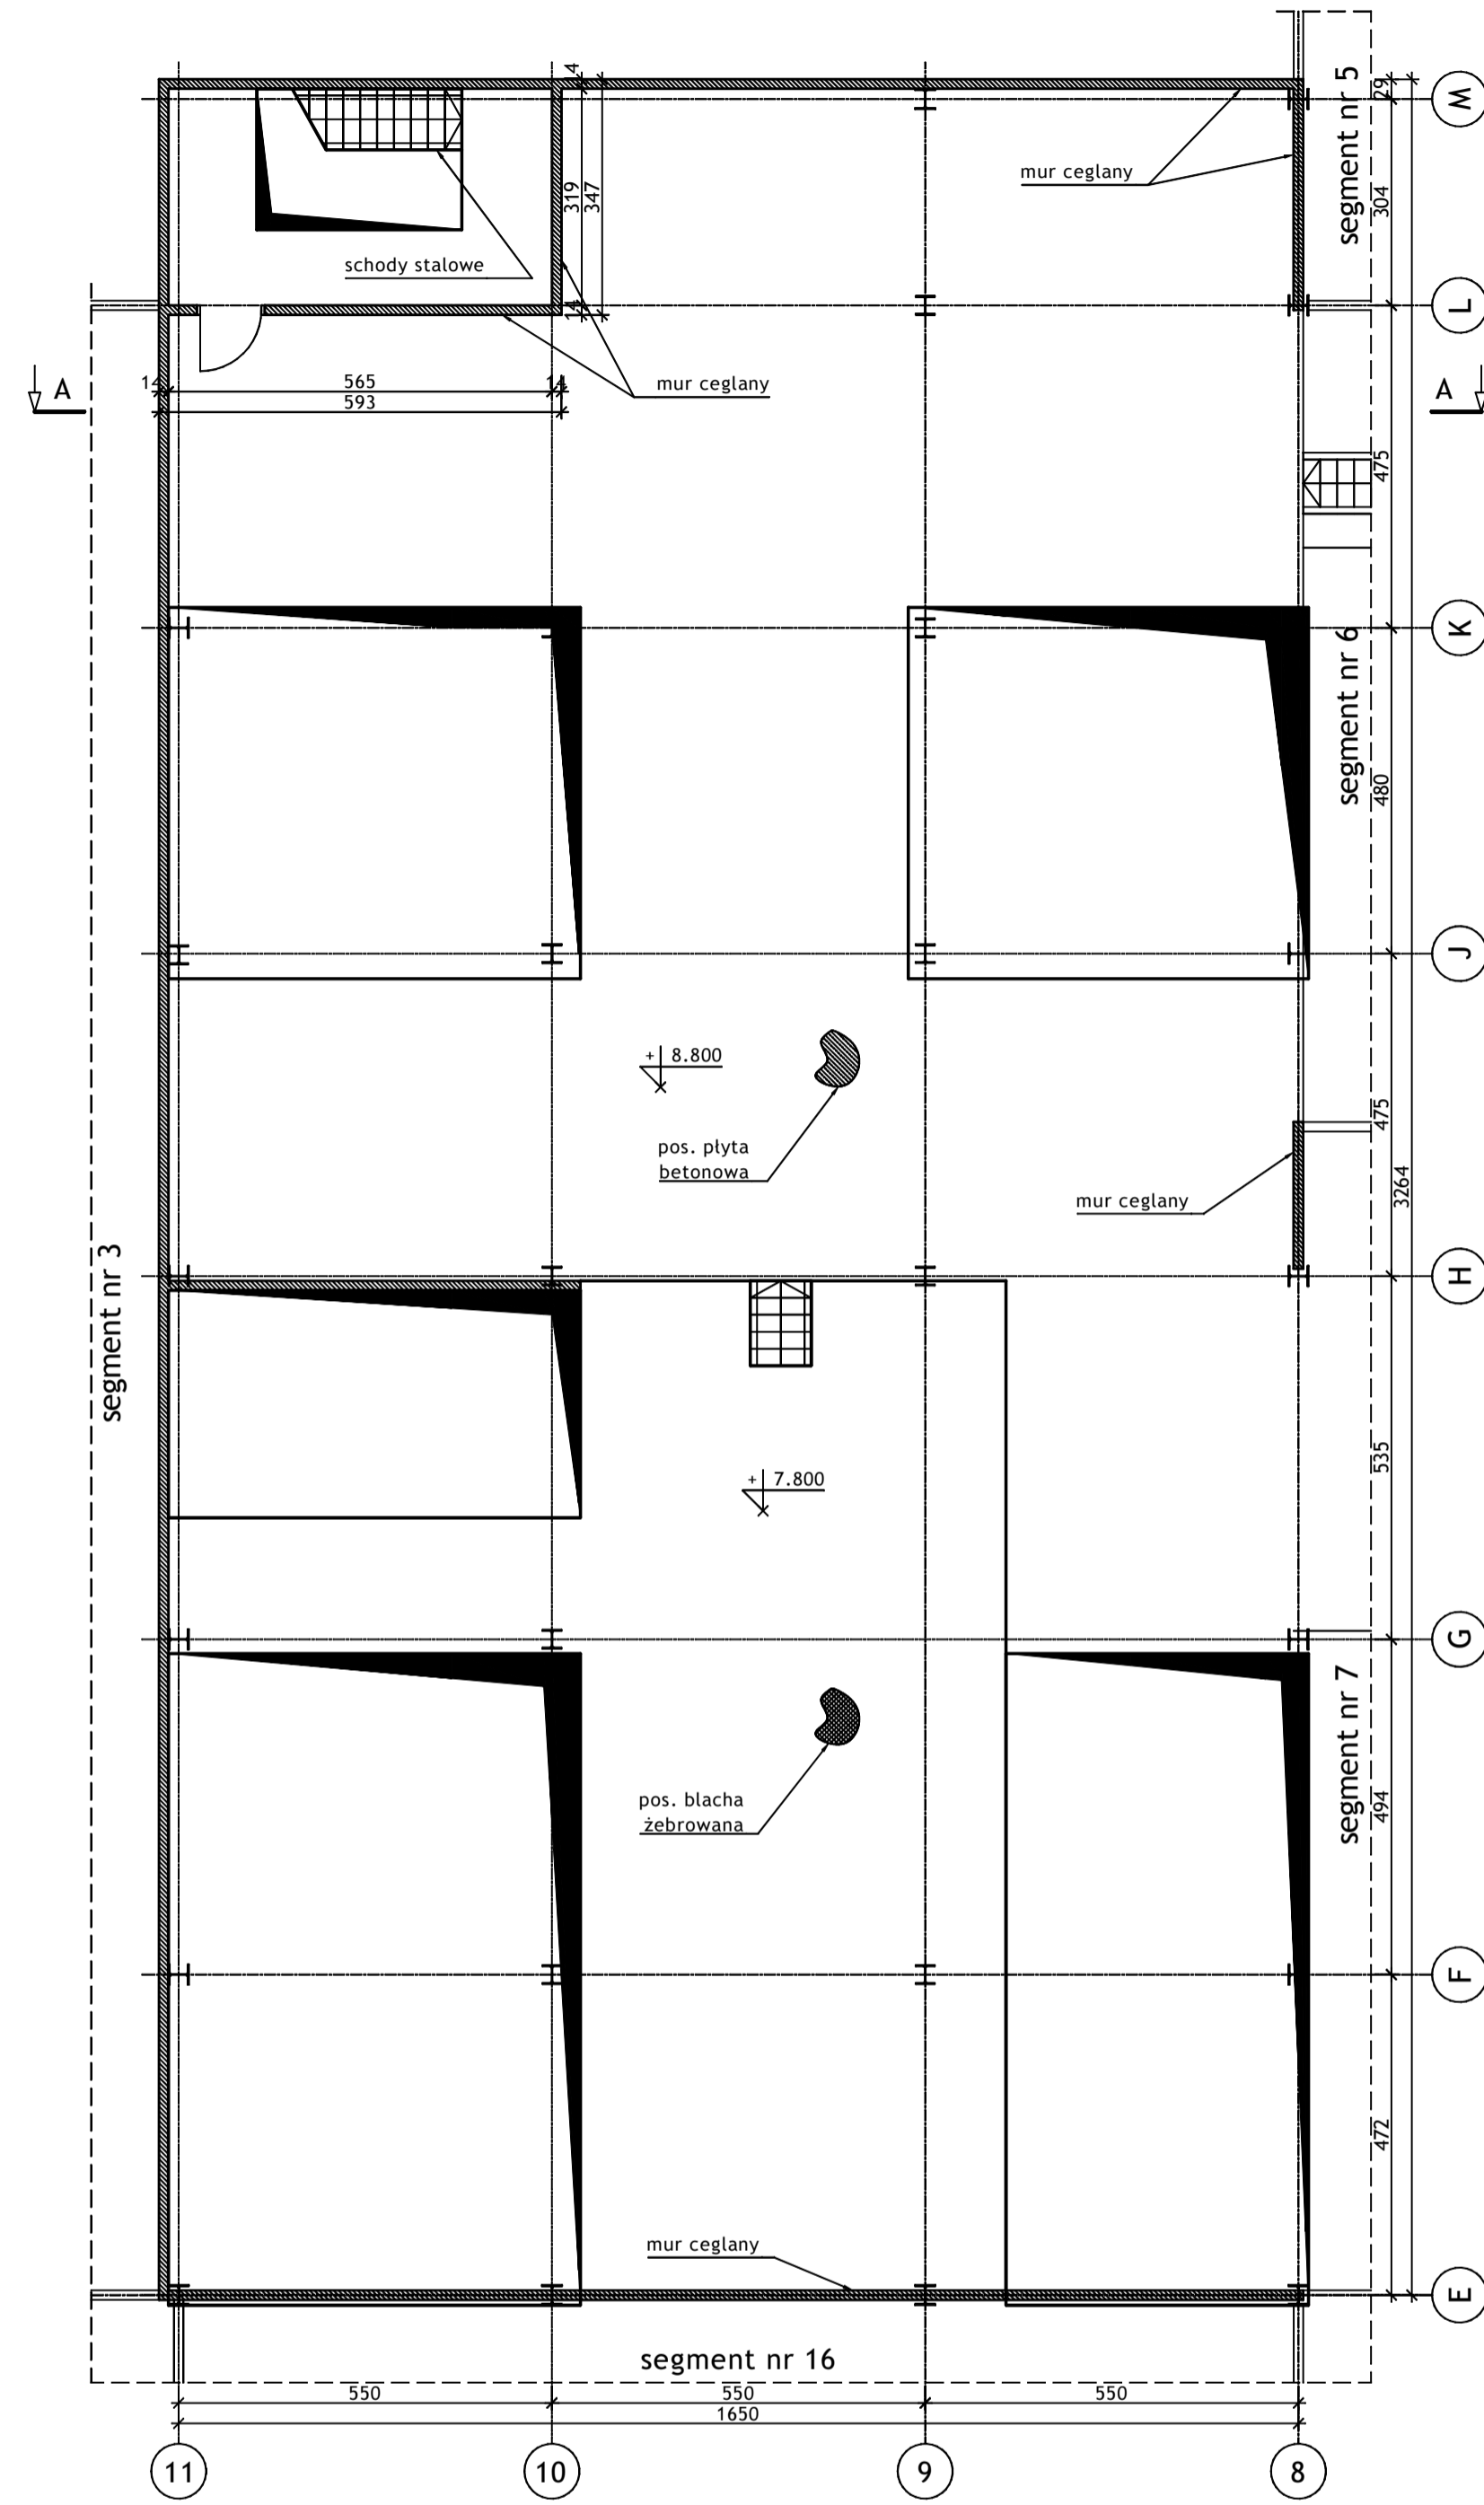 14
29
M
segment nr 5
mur ceglany
319
347
304
schody stalowe
14
L
A
14
565
14
mur ceglany
A
593
475
K
segment nr 6
480
J
+ 8.800
pos. płyta
betonowa
475
mur ceglany
3264
segment nr 3
H
535
+ 7.800
G
segment nr 7
pos. blacha
żebrowana
494
F
472
mur ceglany
E
segment nr 16
550
550
550
1650
11
10
9
8